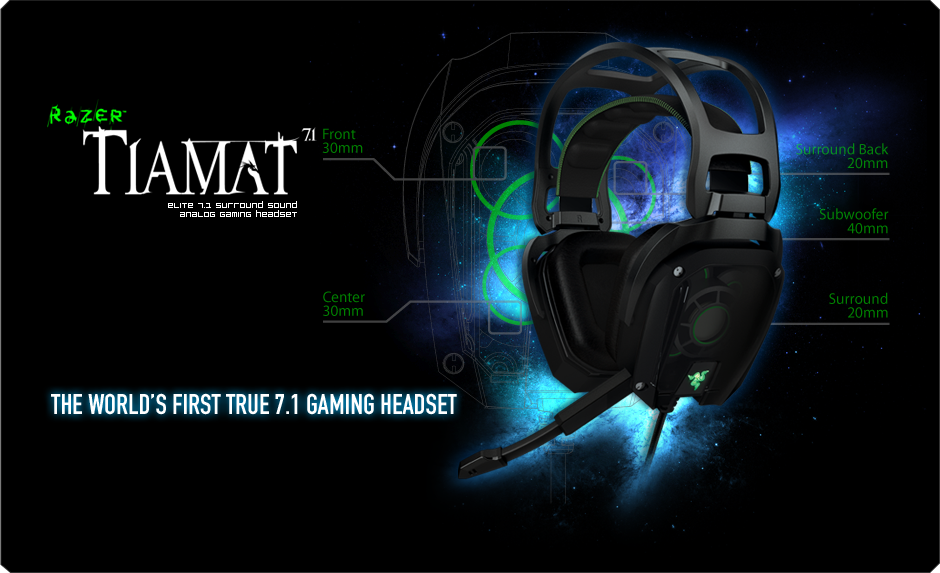 RAZER™
TIAMAT 7.1
ELITE 7.1 SURROUND SOUND
ANALOG GAMING HEADSET
Front
30mm
Surround Back
20mm
Subwoofer
40mm
Center
30mm
Surround
20mm
THE WORLD'S FIRST TRUE 7.1 GAMING HEADSET